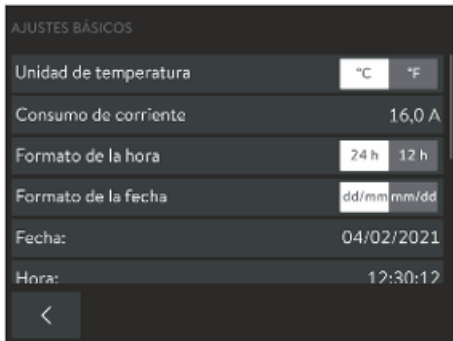 AJUSTES BÁSICOS
Unidad de temperatura °C °F
Consumo de corriente 16,0 A
Formato de la hora 24 h 12 h
Formato de la fecha dd/mm mm/dd
Fecha: 04/02/2021
Hora: 12:30:12